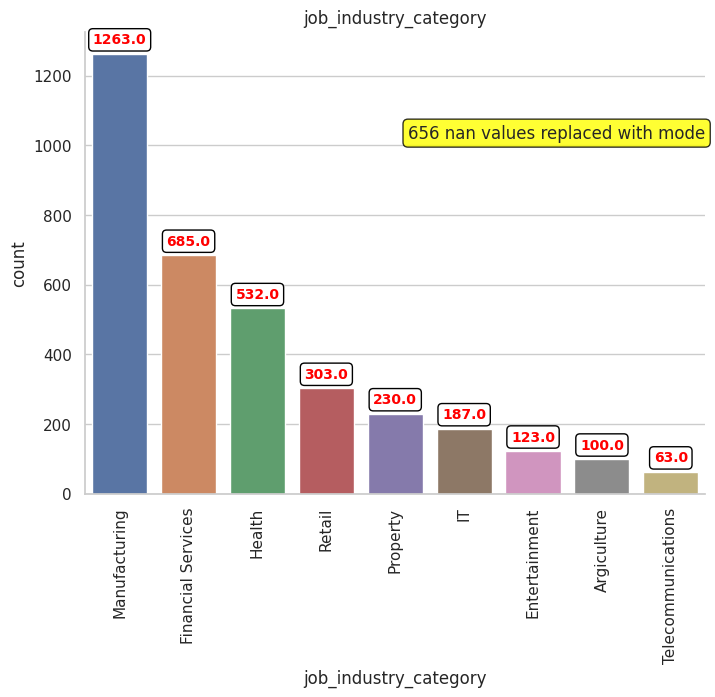 job_industry_category
1263.0
1200
1000
800
600
400
200
0
count
656 nan values replaced with mode
685.0
532.0
303.0
230.0
187.0
123.0
100.0
63.0
Manufacturing
Financial Services
Health
Retail
Property
IT
Entertainment
Argiculture
Telecommunications
job_industry_category